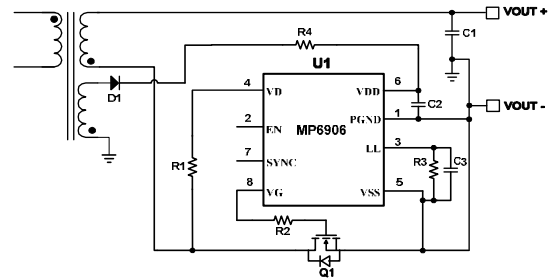 VOUT +
R4
C1
U1
D1
4
VD
VDD
6
C2
VOUT -
2
EN
MP6906
PGND
1
LL
3
R1
7
SYNC
R3
C3
8
VG
VSS
5
R2
Q1